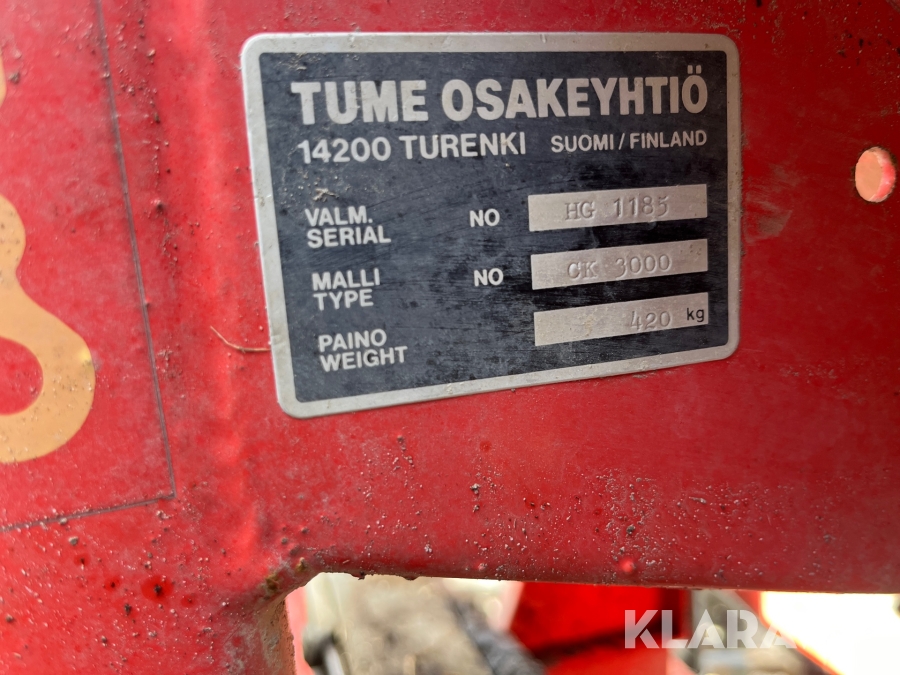 TUME OSAKEYHTIÖ
14200 TURENKI SUOMI / FINLAND
VALM. SERIAL NO HG 1185
MALLI TYPE NO CK 3000
PAINO WEIGHT 420 kg
KLARA